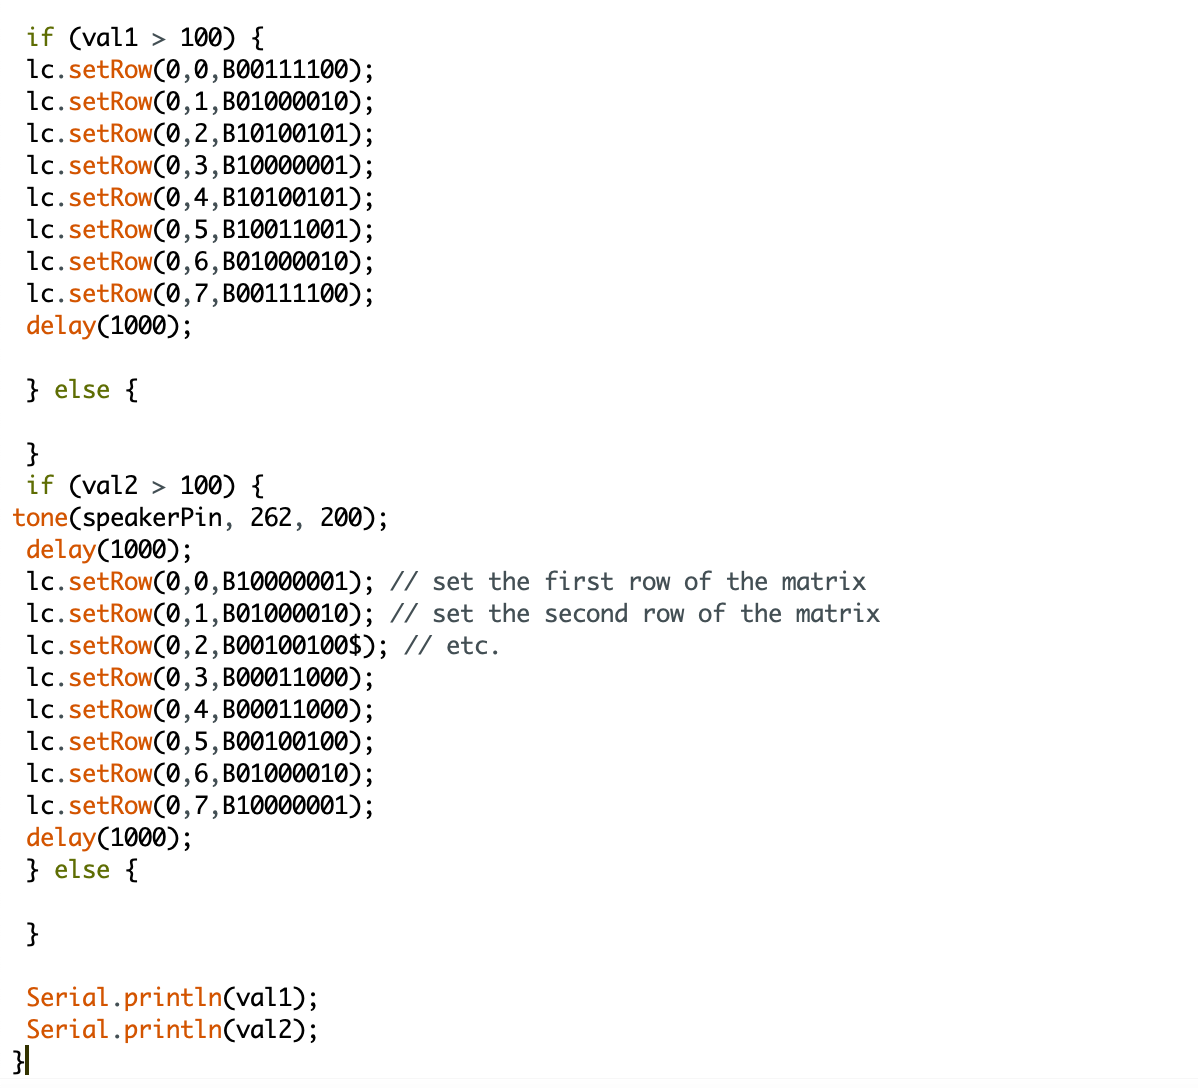 if (val1 > 100) {
lc.setRow(0,0,B00111100);
lc.setRow(0,1,B01000010);
lc.setRow(0,2,B10100101);
lc.setRow(0,3,B10000001);
lc.setRow(0,4,B10100101);
lc.setRow(0,5,B10011001);
lc.setRow(0,6,B01000010);
lc.setRow(0,7,B00111100);
delay(1000);
} else {
}
if (val2 > 100) {
tone(speakerPin, 262, 200);
delay(1000);
lc.setRow(0,0,B10000001); // set the first row of the matrix
lc.setRow(0,1,B01000010); // set the second row of the matrix
lc.setRow(0,2,B00100100$); // etc.
lc.setRow(0,3,B00011000);
lc.setRow(0,4,B00011000);
lc.setRow(0,5,B00100100);
lc.setRow(0,6,B01000010);
lc.setRow(0,7,B10000001);
delay(1000);
} else {
}
Serial.println(val1);
Serial.println(val2);
}